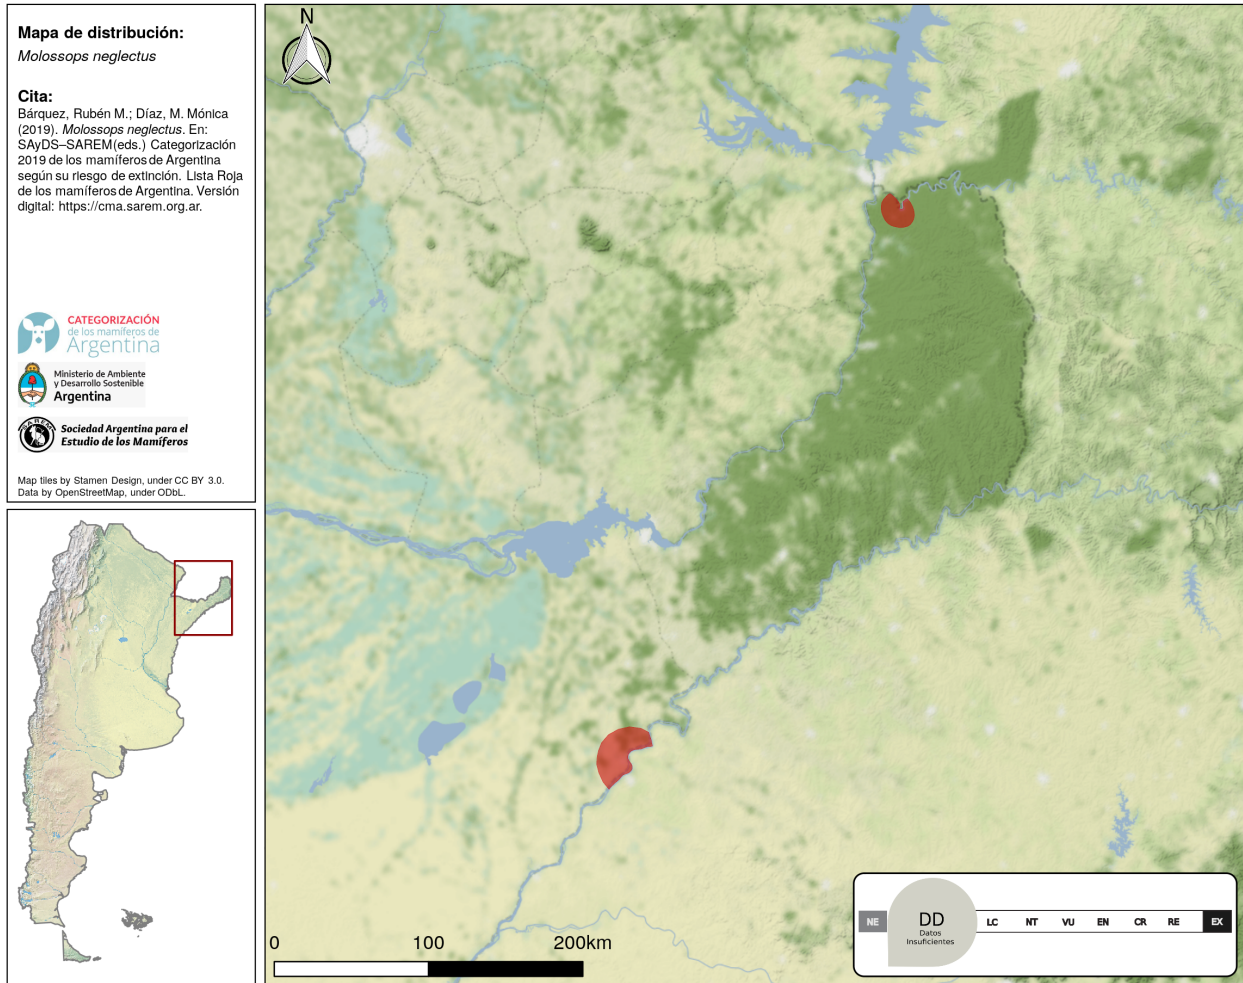 Mapa de distribución:
Molossops neglectus
Cita:
Bárquez, Rubén M.; Díaz, M. Mónica
(2019). Molossops neglectus. En:
SAyDS–SAREM(eds.) Categorización
2019 de los mamíferos de Argentina
según su riesgo de extinción. Lista Roja
de los mamíferos de Argentina. Versión
digital: https://cma.sarem.org.ar.
CATEGORIZACIÓN
de los mamíferos de
Argentina
Ministerio de Ambiente
y Desarrollo Sostenible
Argentina
SAREM
Sociedad Argentina para el
Estudio de los Mamíferos
Map tiles by Stamen Design, under CC BY 3.0.
Data by OpenStreetMap, under ODbL.
N
0 100 200km
NE DD LC NT VU EN CR RE EX
Datos
Insuficientes